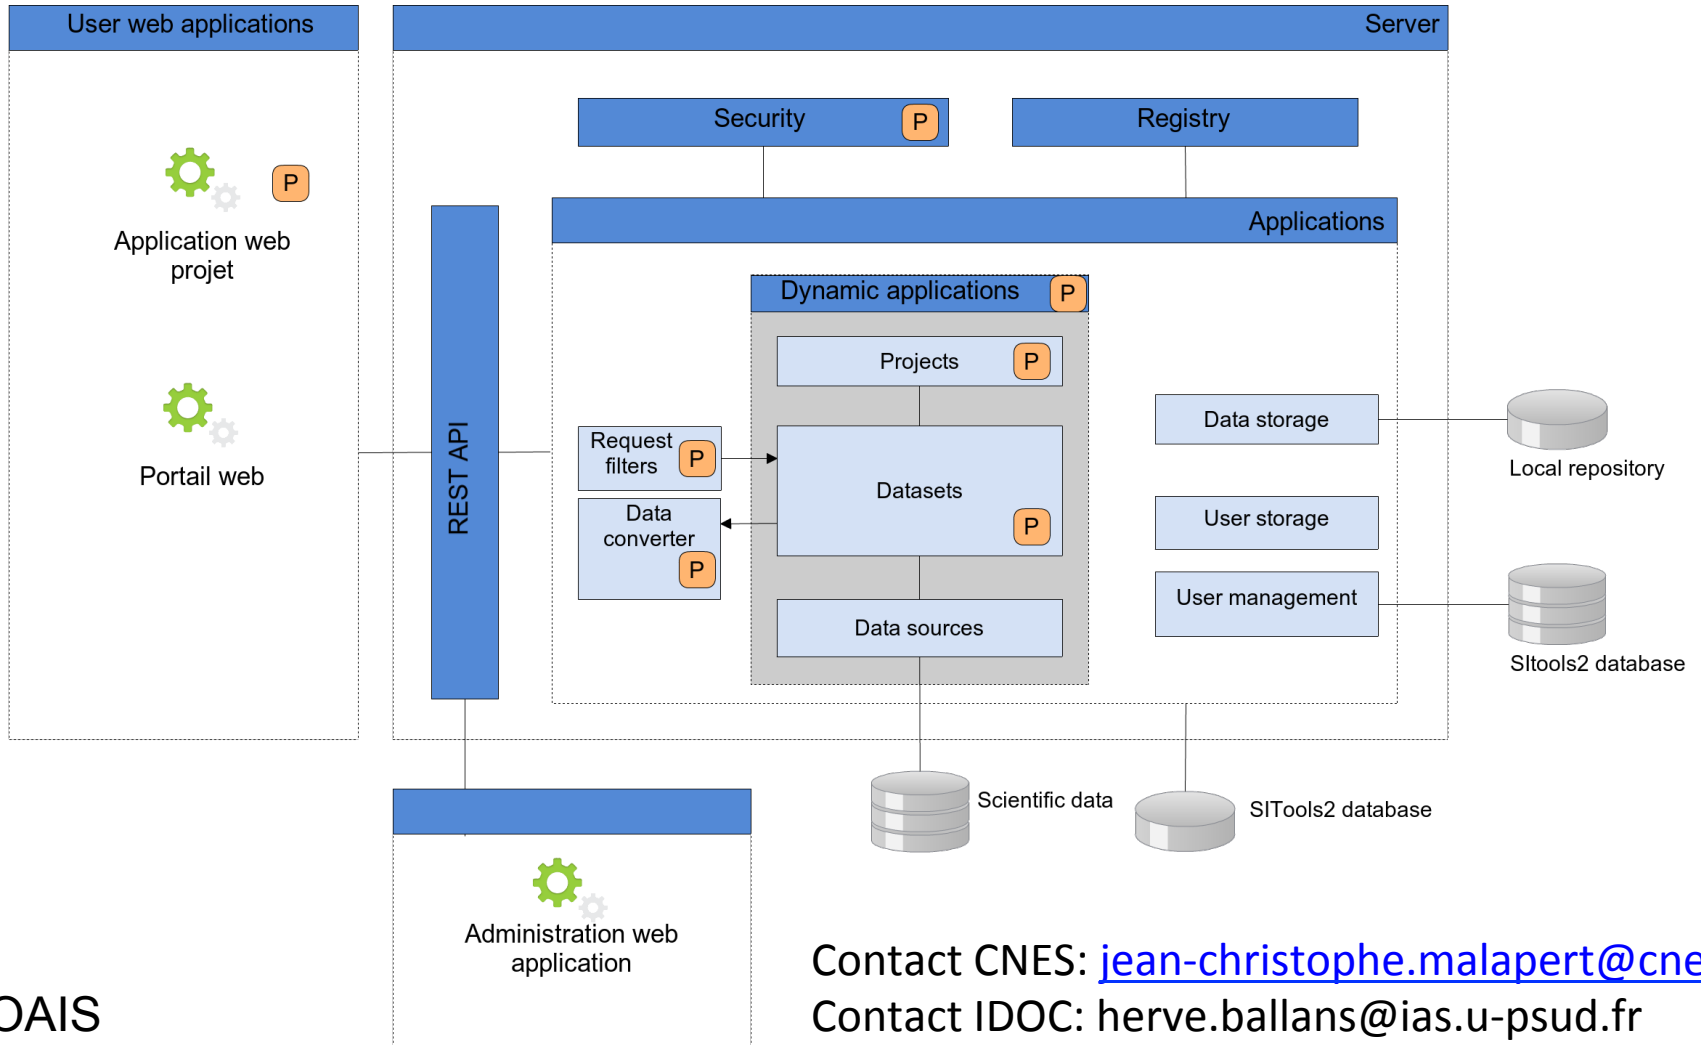 User web applications
Server
Security
P
Registry
P
Application web
projet
Applications
Dynamic applications
P
Projects
P
Portail web
REST API
Request
filters
P
Datasets
P
Data
converter
P
Data sources
Data storage
User storage
User management
Local repository
SItools2 database
Scientific data
SITools2 database
Administration web
application
Contact CNES: jean-christophe.malapert@cne
OAIS
Contact IDOC: herve.ballans@ias.u-psud.fr